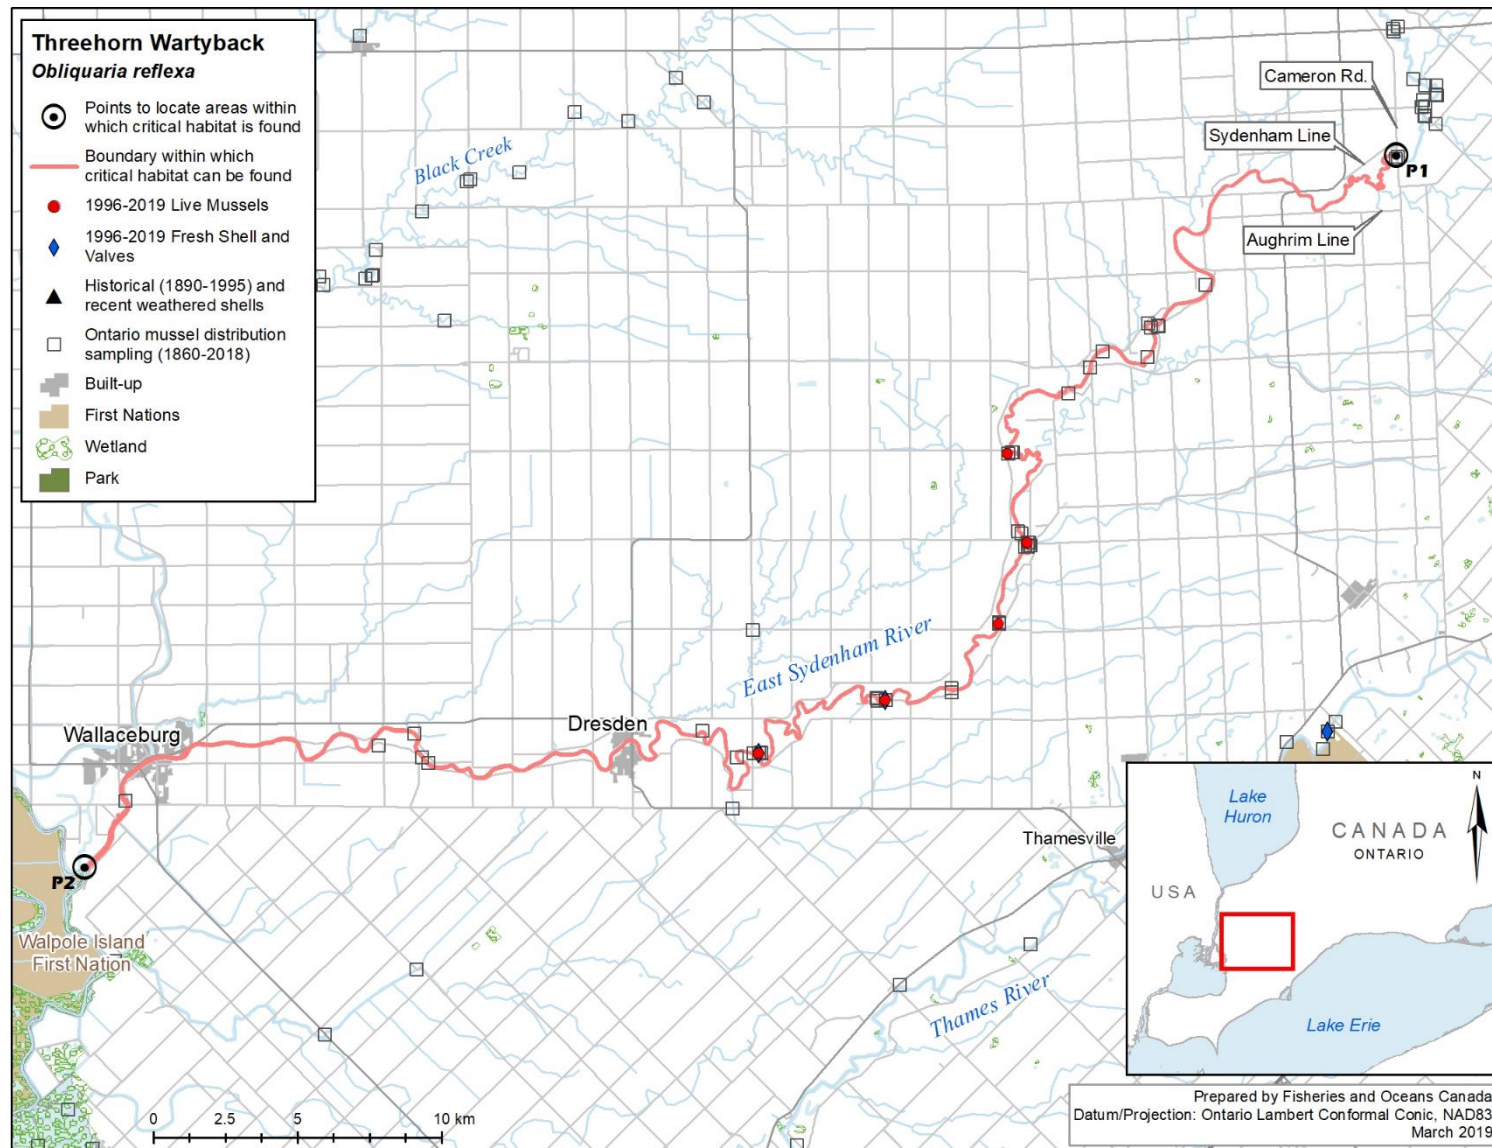 Threehorn Wartyback
Obliquaria reflexa
Points to locate areas within
which critical habitat is found
Boundary within which
critical habitat can be found
1996-2019 Live Mussels
1996-2019 Fresh Shell and
Valves
Historical (1890-1995) and
recent weathered shells
Ontario mussel distribution
sampling (1860-2018)
Built-up
First Nations
Wetland
Park
Black Creek
Cameron Rd.
Sydenham Line
P1
Aughrim Line
East Sydenham River
Wallaceburg
Dresden
P2
Walpole Island
First Nation
Thamesville
Thames River
0 2.5 5 10 km
Lake
Huron
N
CANADA
ONTARIO
USA
Lake Erie
Prepared by Fisheries and Oceans Canada
Datum/Projection: Ontario Lambert Conformal Conic, NAD83
March 2019